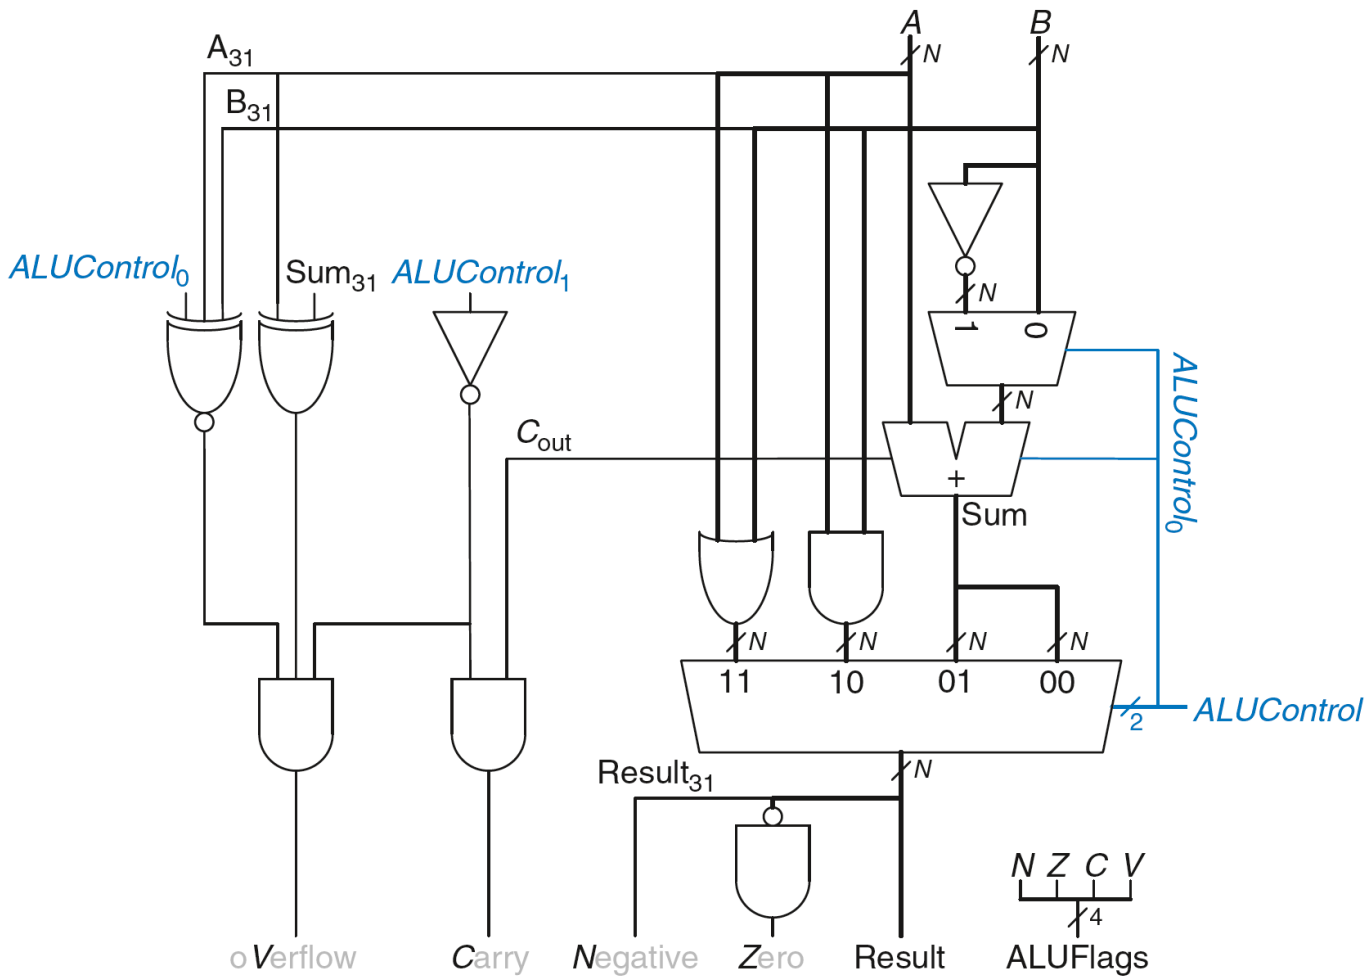 A
B
N
N
A31
B31
ALUControl0
Sum31
ALUControl1
N
1
0
N
ALUControl0
Cout
+
Sum
N
N
N
N
11
10
01
00
2
ALUControl
Result31
N
N Z C V
4
oVerflow
Carry
Negative
Zero
Result
ALUFlags